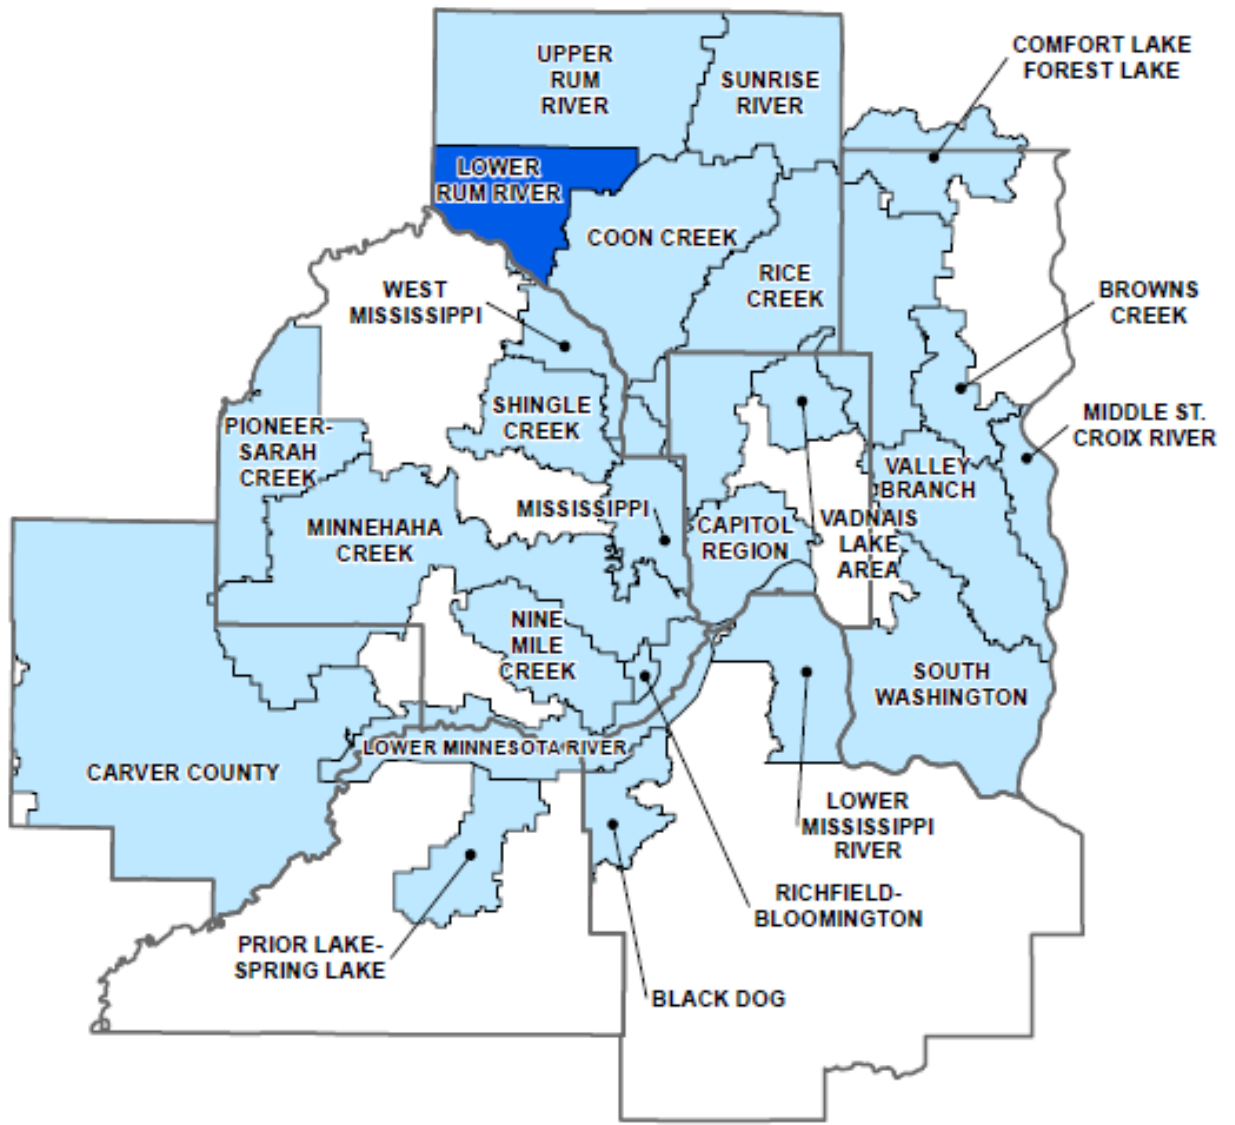 UPPER
RUM
RIVER
SUNRISE
RIVER
COMFORT LAKE
FOREST LAKE
LOWER
RUM RIVER
COON CREEK
RICE
CREEK
WEST
MISSISSIPPI
BROWNS
CREEK
SHINGLE
CREEK
MIDDLE ST.
CROIX RIVER
PIONEER-
SARAH
CREEK
VALLEY
BRANCH
MISSISSIPPI
MINNEHAHA
CREEK
CAPITOL
REGION
VADNAIS
LAKE
AREA
NINE
MILE
CREEK
SOUTH
WASHINGTON
LOWER MINNESOTA RIVER
CARVER COUNTY
LOWER
MISSISSIPPI
RIVER
RICHFIELD-
BLOOMINGTON
PRIOR LAKE-
SPRING LAKE
BLACK DOG